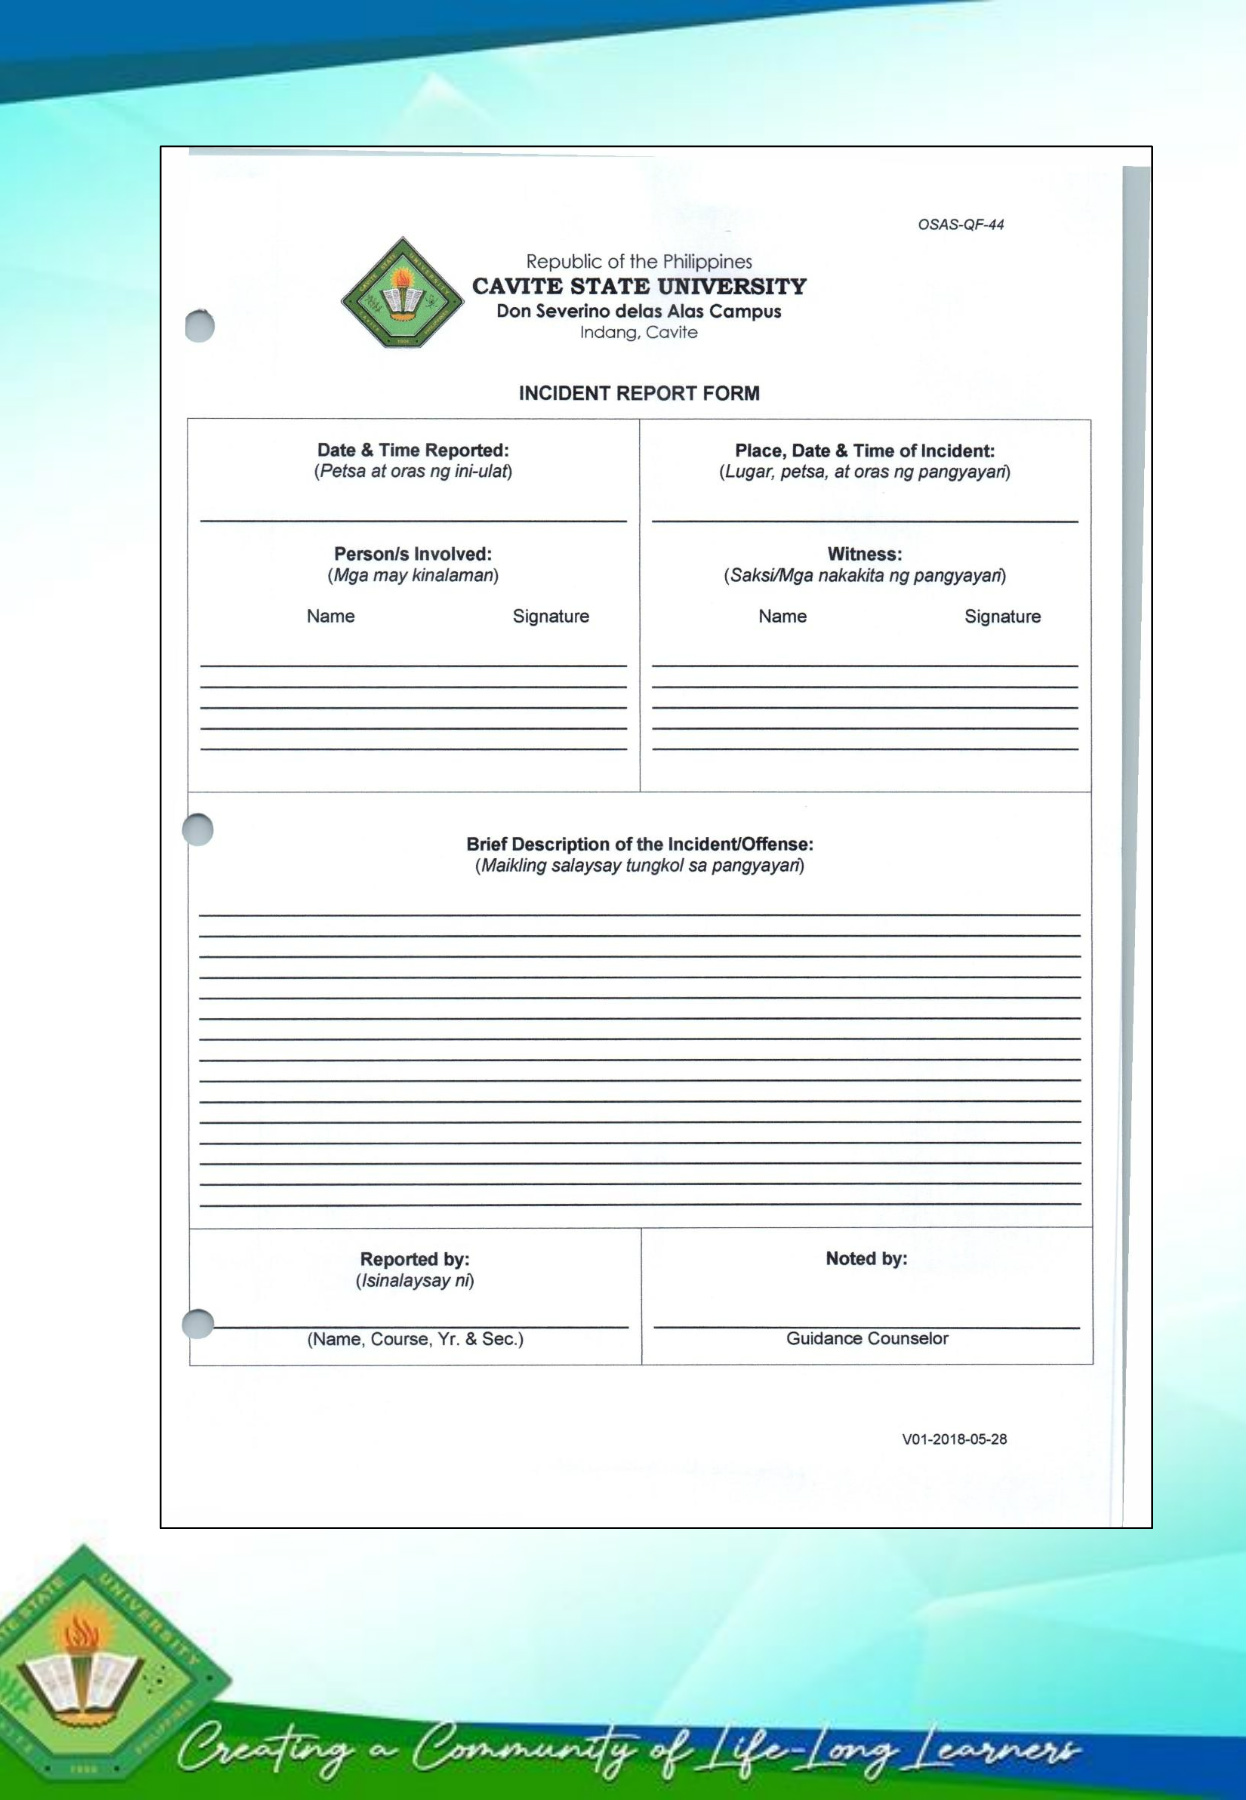 OSAS-QF-44
Republic of the Philippines
CAVITE STATE UNIVERSITY
Don Severino delas Alas Campus
Indang, Cavite
INCIDENT REPORT FORM
Date & Time Reported:
(Petsa at oras ng ini-ulat)
Place, Date & Time of Incident:
(Lugar, petsa, at oras ng pangyayari)
Person/s Involved:
(Mga may kinalaman)
Name Signature
Witness:
(Saksi/Mga nakakita ng pangyayari)
Name Signature
Brief Description of the Incident/Offense:
(Maikling salaysay tungkol sa pangyayari)
Reported by:
(Isinalaysay ni)
(Name, Course, Yr. & Sec.)
Noted by:
Guidance Counselor
V01-2018-05-28
UNIVERSITY
Creating a Community of Life-Long Learners